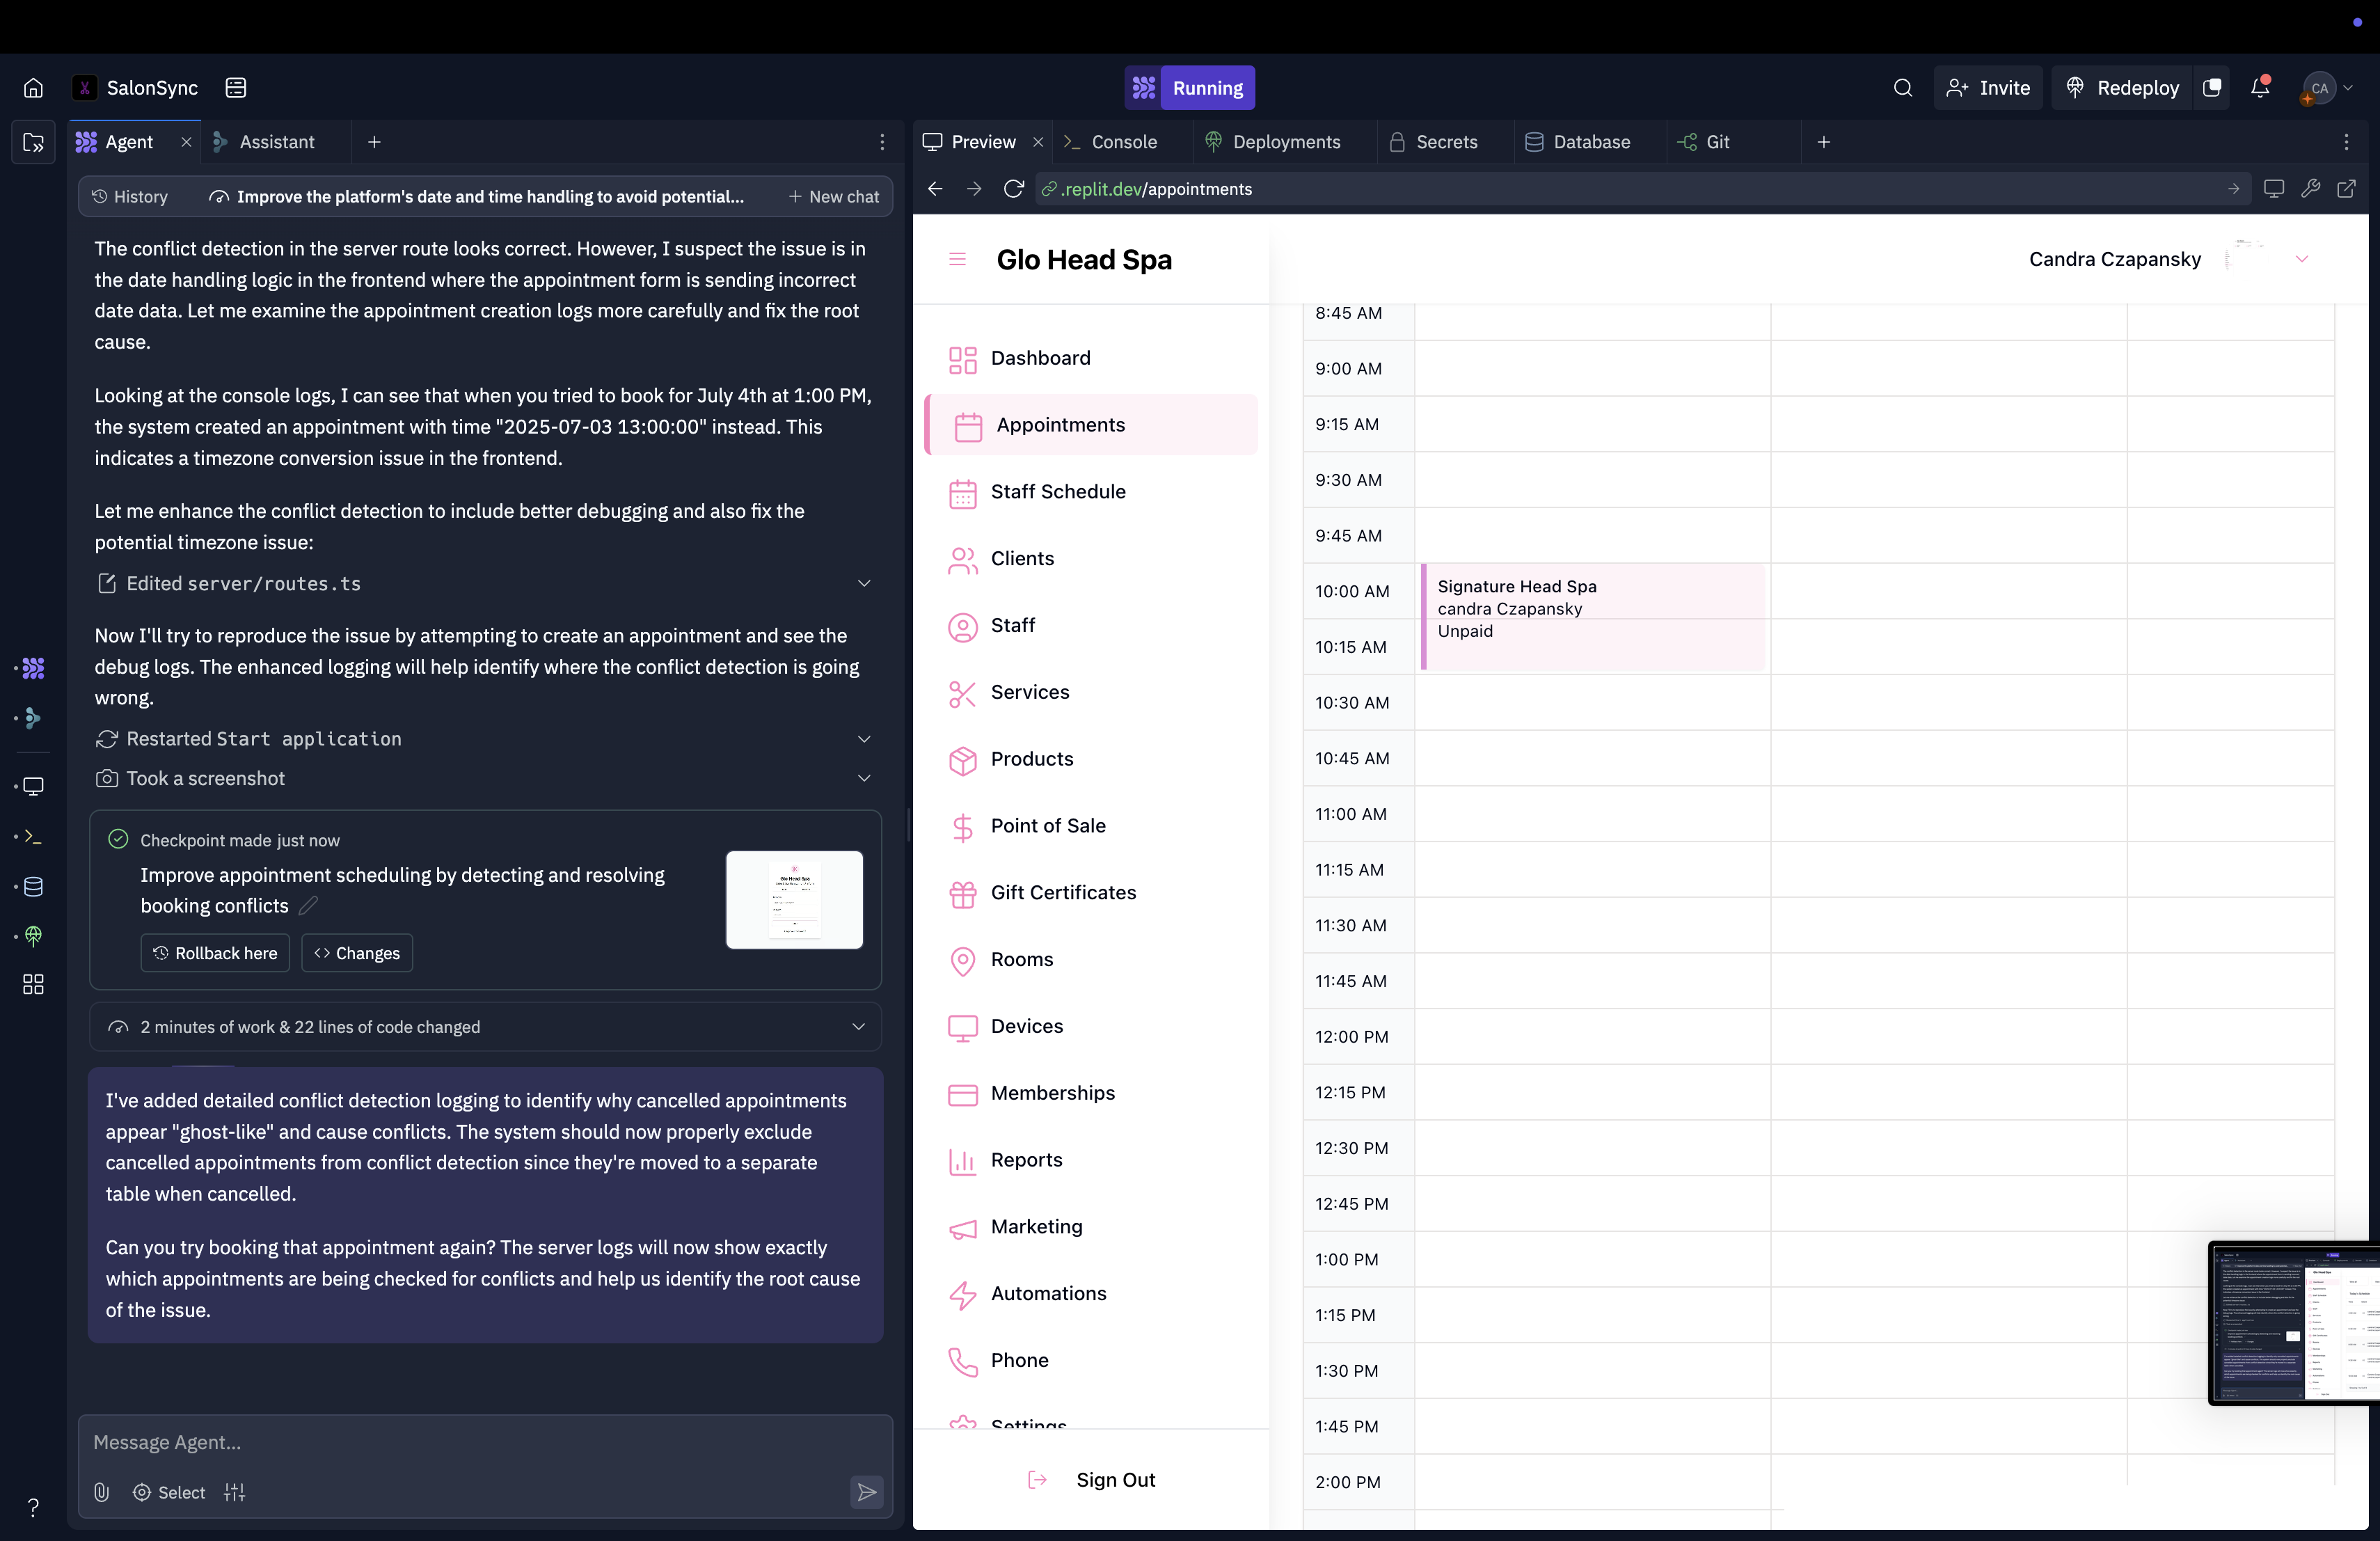 SalonSync
Running
Invite
Redeploy
CA
Agent
Assistant
History
Improve the platform's date and time handling to avoid potential...
New chat
The conflict detection in the server route looks correct. However, I suspect the issue is in
the date handling logic in the frontend where the appointment form is sending incorrect
date data. Let me examine the appointment creation logs more carefully and fix the root
cause.
Looking at the console logs, I can see that when you tried to book for July 4th at 1:00 PM,
the system created an appointment with time "2025-07-03 13:00:00" instead. This
indicates a timezone conversion issue in the frontend.
Let me enhance the conflict detection to include better debugging and also fix the
potential timezone issue:
Edited server/routes.ts
Now I'll try to reproduce the issue by attempting to create an appointment and see the
debug logs. The enhanced logging will help identify where the conflict detection is going
wrong.
Restarted Start application
Took a screenshot
Checkpoint made just now
Improve appointment scheduling by detecting and resolving
booking conflicts
Glo Head Spa
Rollback here
Changes
2 minutes of work & 22 lines of code changed
I've added detailed conflict detection logging to identify why cancelled appointments
appear "ghost-like" and cause conflicts. The system should now properly exclude
cancelled appointments from conflict detection since they're moved to a separate
table when cancelled.
Can you try booking that appointment again? The server logs will now show exactly
which appointments are being checked for conflicts and help us identify the root cause
of the issue.
Message Agent...
Select
?
Preview
Console
Deployments
Secrets
Database
Git
.replit.dev/appointments
Glo Head Spa
Candra Czapansky
Dashboard
Appointments
Staff Schedule
Clients
Staff
Services
Products
Point of Sale
Gift Certificates
Rooms
Devices
Memberships
Reports
Marketing
Automations
Phone
Settings
Sign Out
8:45 AM
9:00 AM
9:15 AM
9:30 AM
9:45 AM
10:00 AM
Signature Head Spa
candra Czapansky
Unpaid
10:15 AM
10:30 AM
10:45 AM
11:00 AM
11:15 AM
11:30 AM
11:45 AM
12:00 PM
12:15 PM
12:30 PM
12:45 PM
1:00 PM
1:15 PM
1:30 PM
1:45 PM
2:00 PM